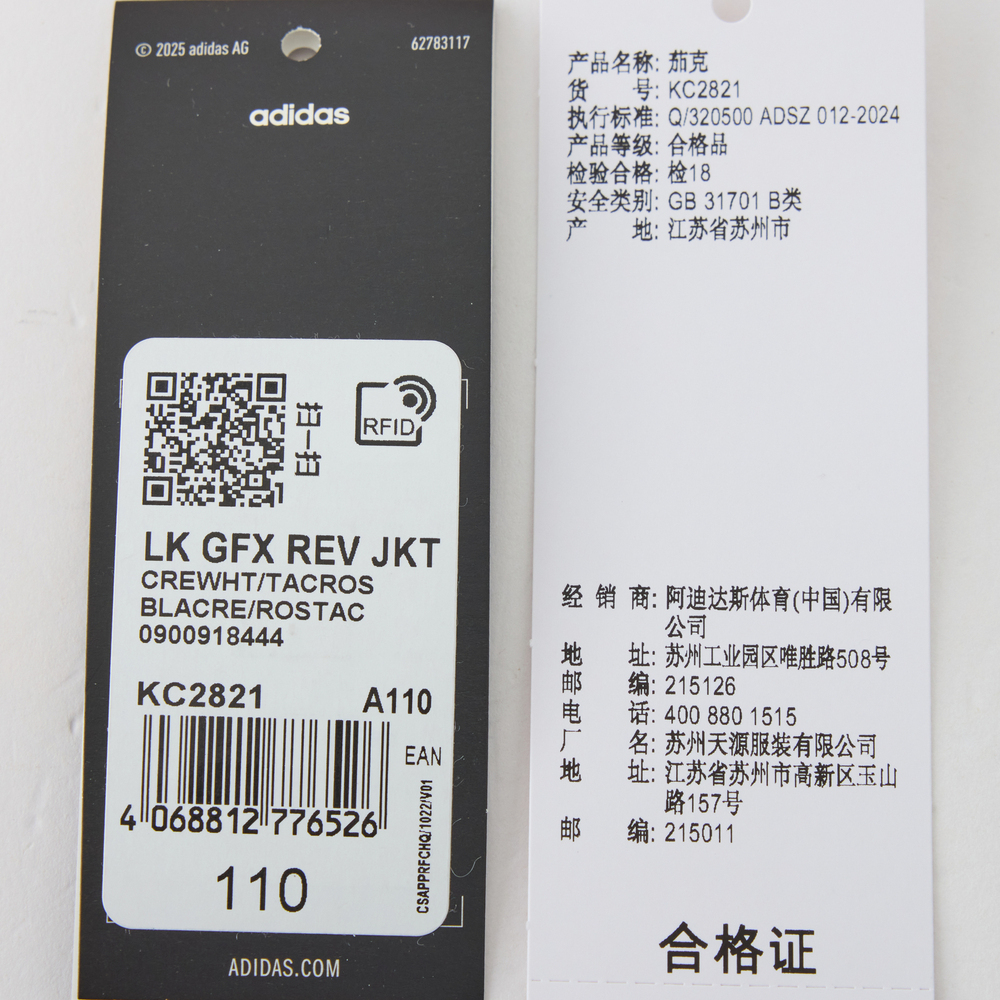 © 2025 adidas AG
62783117
adidas
扫一扫
RFID
LK GFX REV JKT
CREWHT/TACROS
BLACRE/ROSTAC
0900918444
KC2821 A110
EAN
4 068812 776526
CSAPPRFCHQ/1022/V01
110
ADIDAS.COM
产品名称: 茄克
货 号: KC2821
执行标准: Q/320500 ADSZ 012-2024
产品等级: 合格品
检验合格: 检18
安全类别: GB 31701 B类
产 地: 江苏省苏州市
经 销 商: 阿迪达斯体育(中国)有限
公司
地 址: 苏州工业园区唯胜路508号
邮 编: 215126
电 话: 400 880 1515
厂 名: 苏州天源服装有限公司
地 址: 江苏省苏州市高新区玉山
路157号
邮 编: 215011
合格证